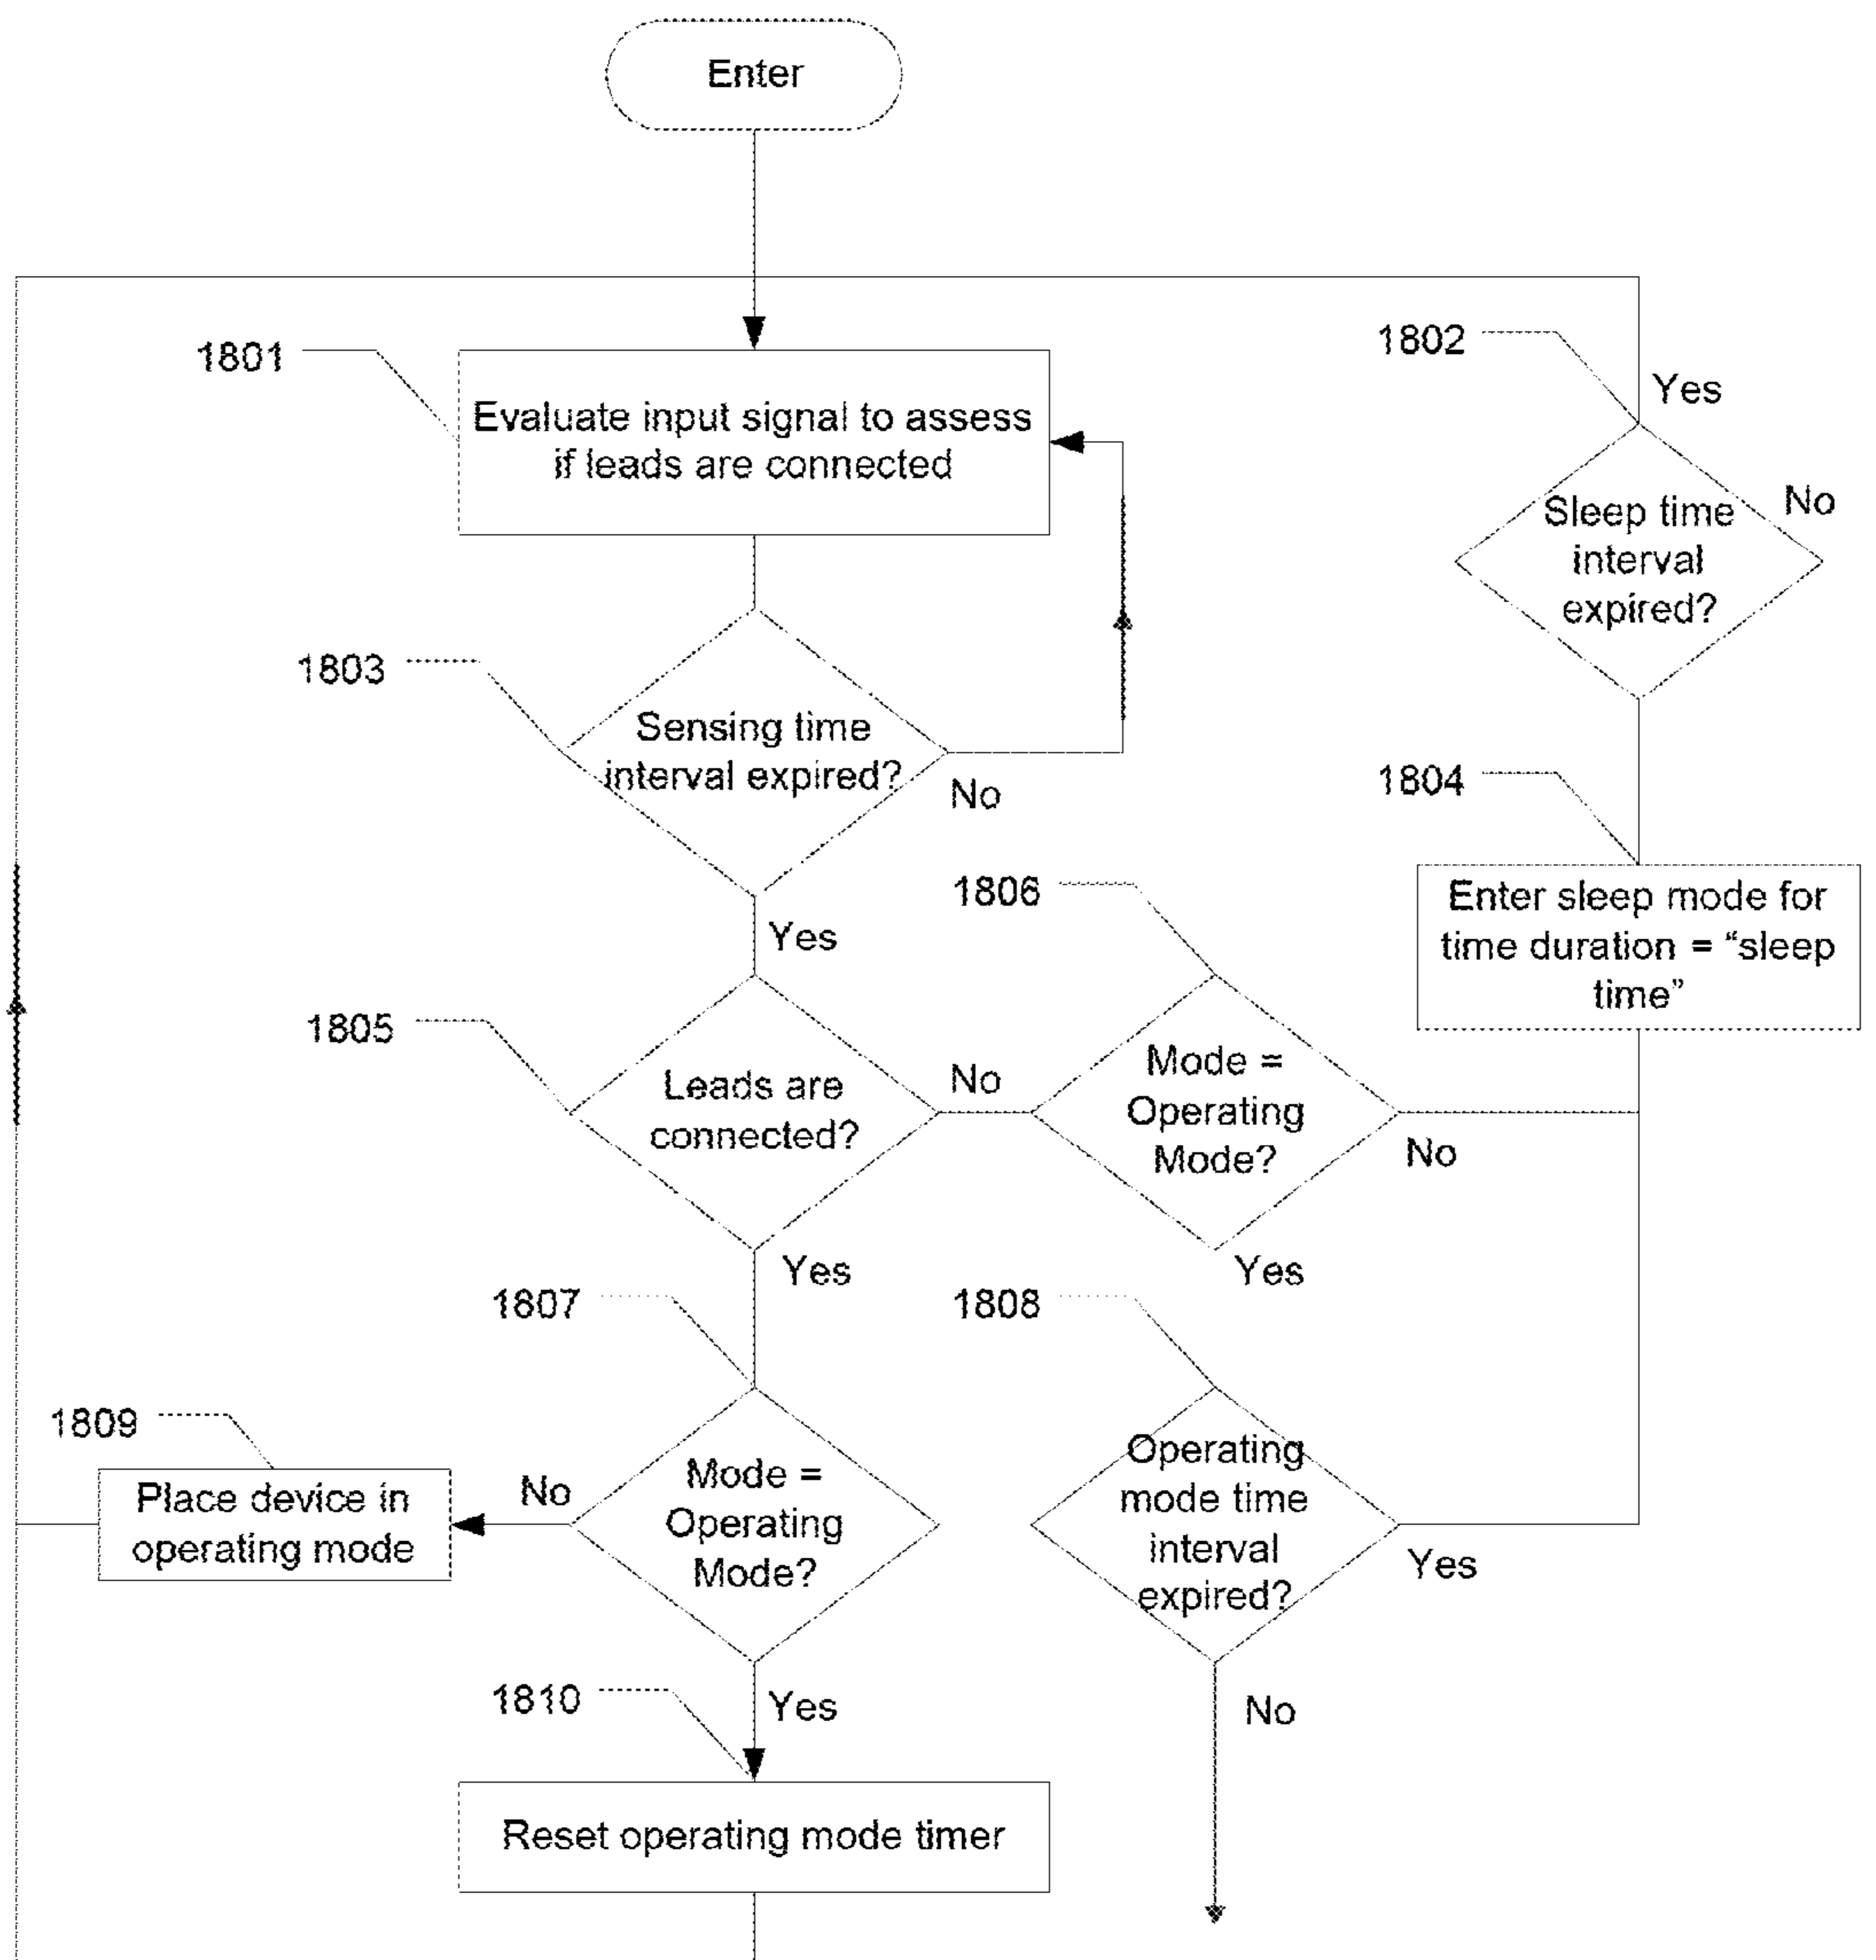 Enter
1801
Evaluate input signal to assess
if leads are connected
1802
Yes
Sleep time
interval
expired?
No
1803
Sensing time
interval expired?
No
Yes
1804
Enter sleep mode for
time duration = “sleep
time”
1805
Leads are
connected?
No
Yes
1806
Mode =
Operating
Mode?
No
Yes
1807
Mode =
Operating
Mode?
No
Yes
1808
Operating
mode time
interval
expired?
Yes
No
1809
Place device in
operating mode
1810
Reset operating mode timer